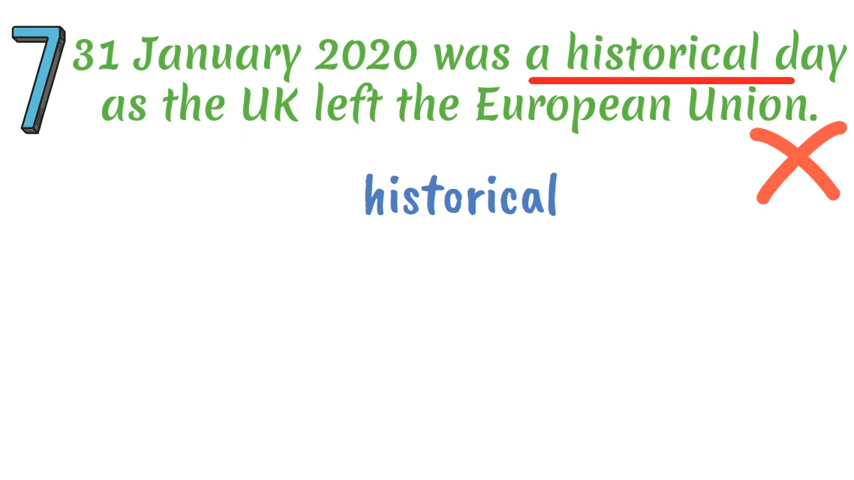 7
31 January 2020 was a historical day
as the UK left the European Union.
historical